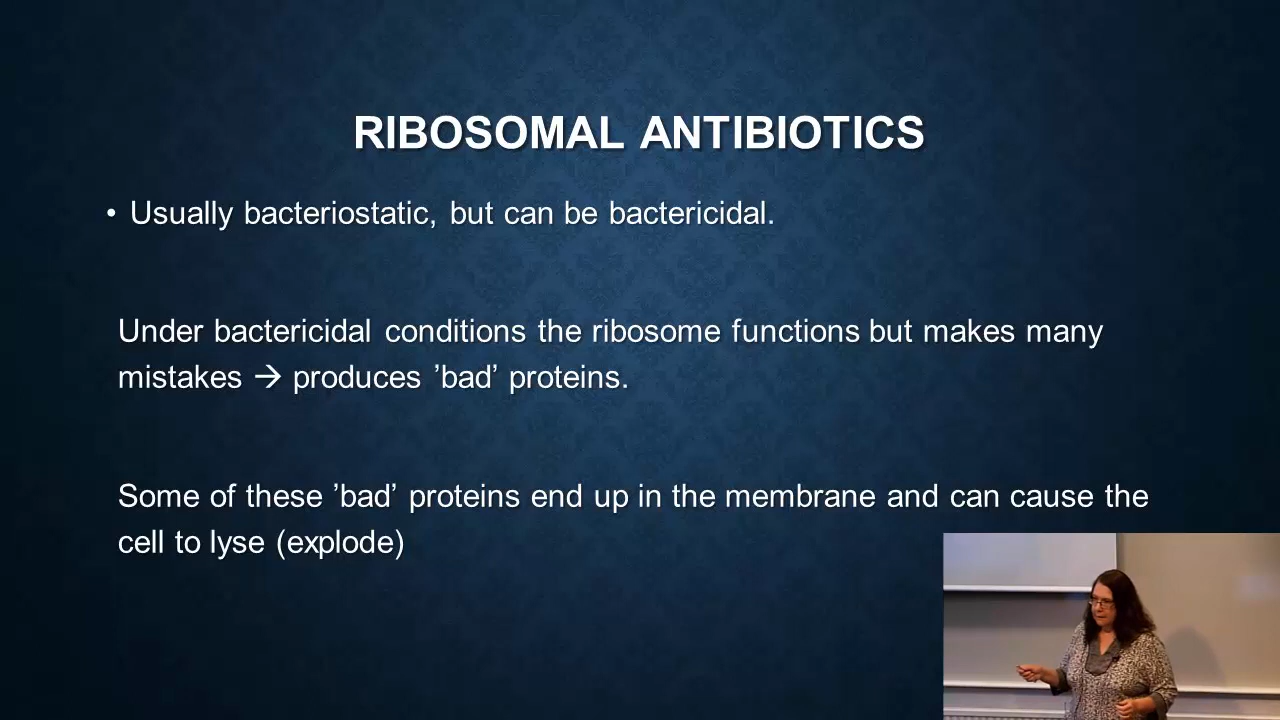 RIBOSOMAL ANTIBIOTICS
• Usually bacteriostatic, but can be bactericidal.
Under bactericidal conditions the ribosome functions but makes many
mistakes → produces ’bad’ proteins.
Some of these ’bad’ proteins end up in the membrane and can cause the
cell to lyse (explode)